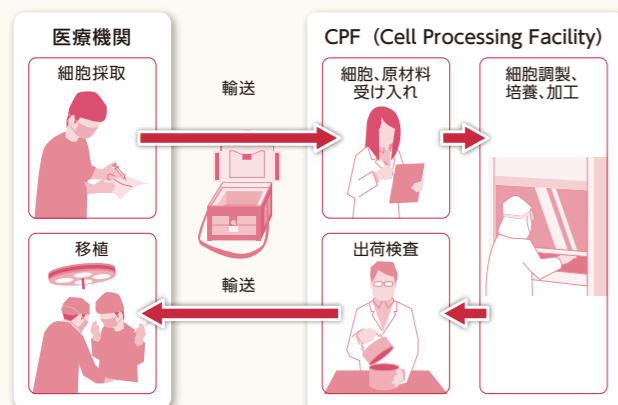 医療機関
細胞採取
輸送
CPF（Cell Processing Facility）
細胞、原材料
受け入れ
細胞調製、
培養、加工
出荷検査
輸送
移植